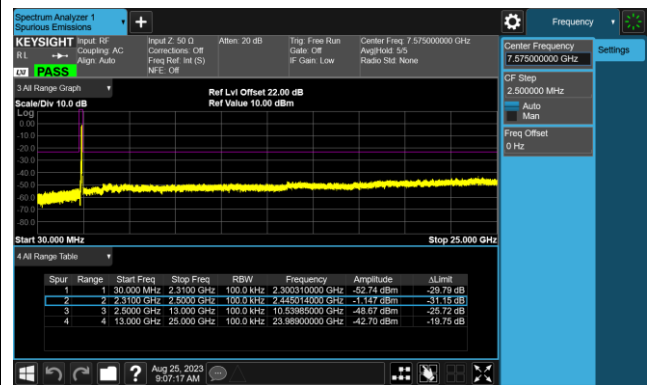 Spectrum Analyzer 1
Spurious Emissions
Frequency
KEYSIGHT Input: RF Input Z: 50 Ω Atten: 20 dB Trig: Free Run Center Freq: 7.575000000 GHz
RL Coupling: AC Corrections: Off Gate: Off Avg|Hold: 5/5
Align: Auto Freq Ref: Int (S) IF Gain: Low Radio Std: None
LXI PASS NFE: Off
Center Frequency
7.575000000 GHz
Settings
CF Step
2.500000 MHz
Auto
Man
Freq Offset
0 Hz
3 All Range Graph
Ref Lvl Offset 22.00 dB
Scale/Div 10.0 dB Ref Value 10.00 dBm
Log
0.00
-10.0
-20.0
-30.0
-40.0
-50.0
-60.0
-70.0
-80.0
Start 30.000 MHz Stop 25.000 GHz
4 All Range Table
Spur Range Start Freq Stop Freq RBW Frequency Amplitude ΔLimit
1 1 30.000 MHz 2.3100 GHz 100.0 kHz 2.300310000 GHz -52.74 dBm -29.79 dB
2 2 2.3100 GHz 2.5000 GHz 100.0 kHz 2.445014000 GHz -1.147 dBm -31.15 dB
3 3 2.5000 GHz 13.000 GHz 100.0 kHz 10.53985000 GHz -48.67 dBm -25.72 dB
4 4 13.000 GHz 25.000 GHz 100.0 kHz 23.98900000 GHz -42.70 dBm -19.75 dB
? Aug 25, 2023
9:07:17 AM